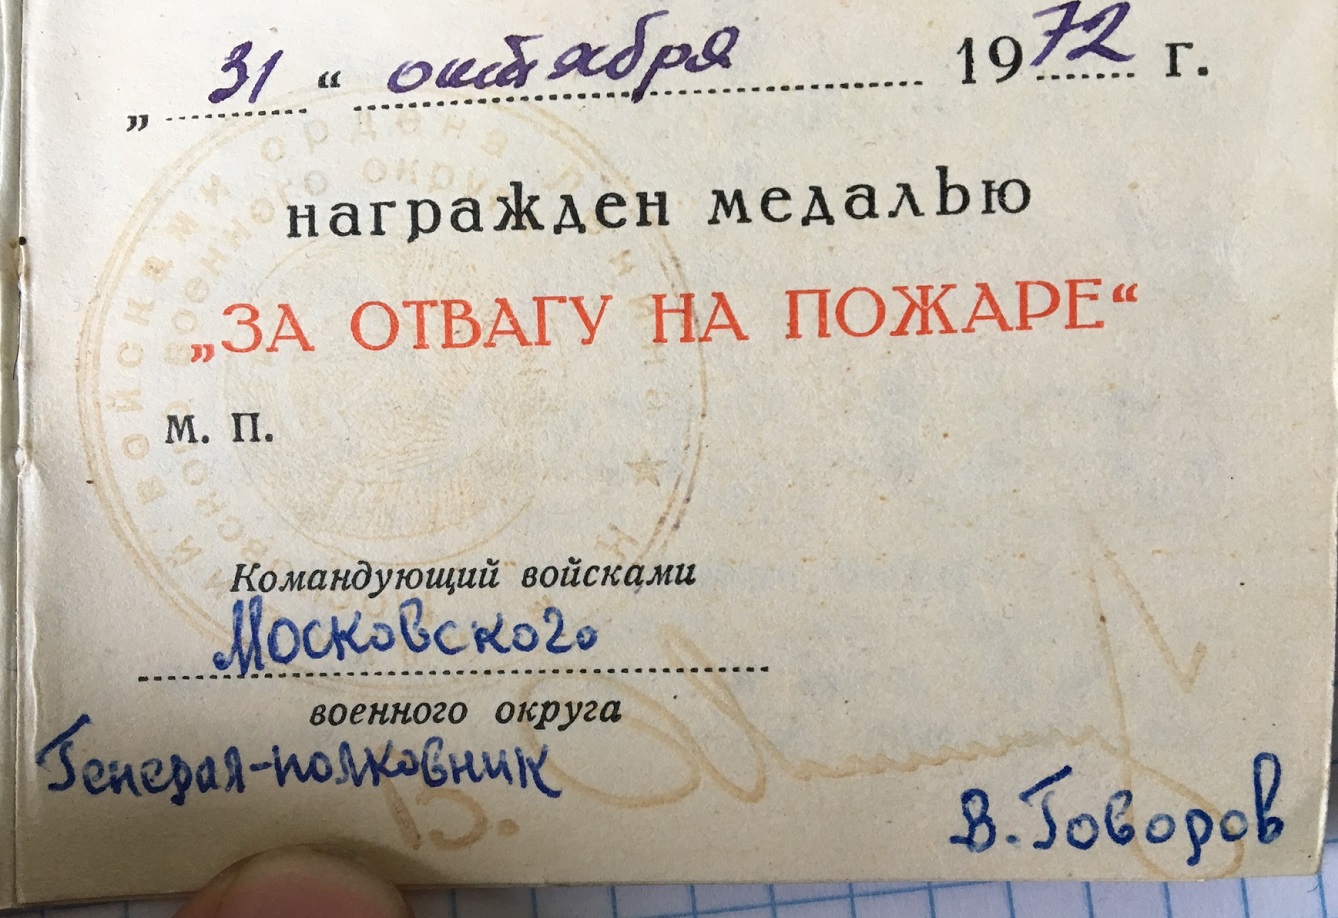 „ 31 “ октября 1972 г.
награжден медалью
„ЗА ОТВАГУ НА ПОЖАРЕ“
м. п.
Командующий войсками
Московского
военного округа
Генерал-полковник
В. Говоров